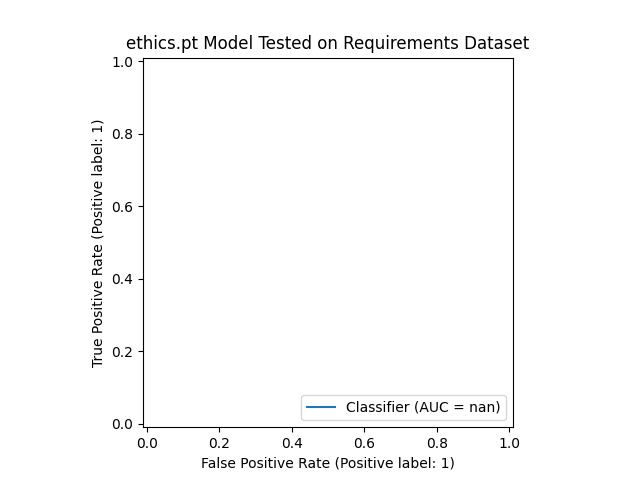 ethics.pt Model Tested on Requirements Dataset
True Positive Rate (Positive label: 1)
1.0
0.8
0.6
0.4
0.2
0.0
Classifier (AUC = nan)
0.0 0.2 0.4 0.6 0.8 1.0
False Positive Rate (Positive label: 1)